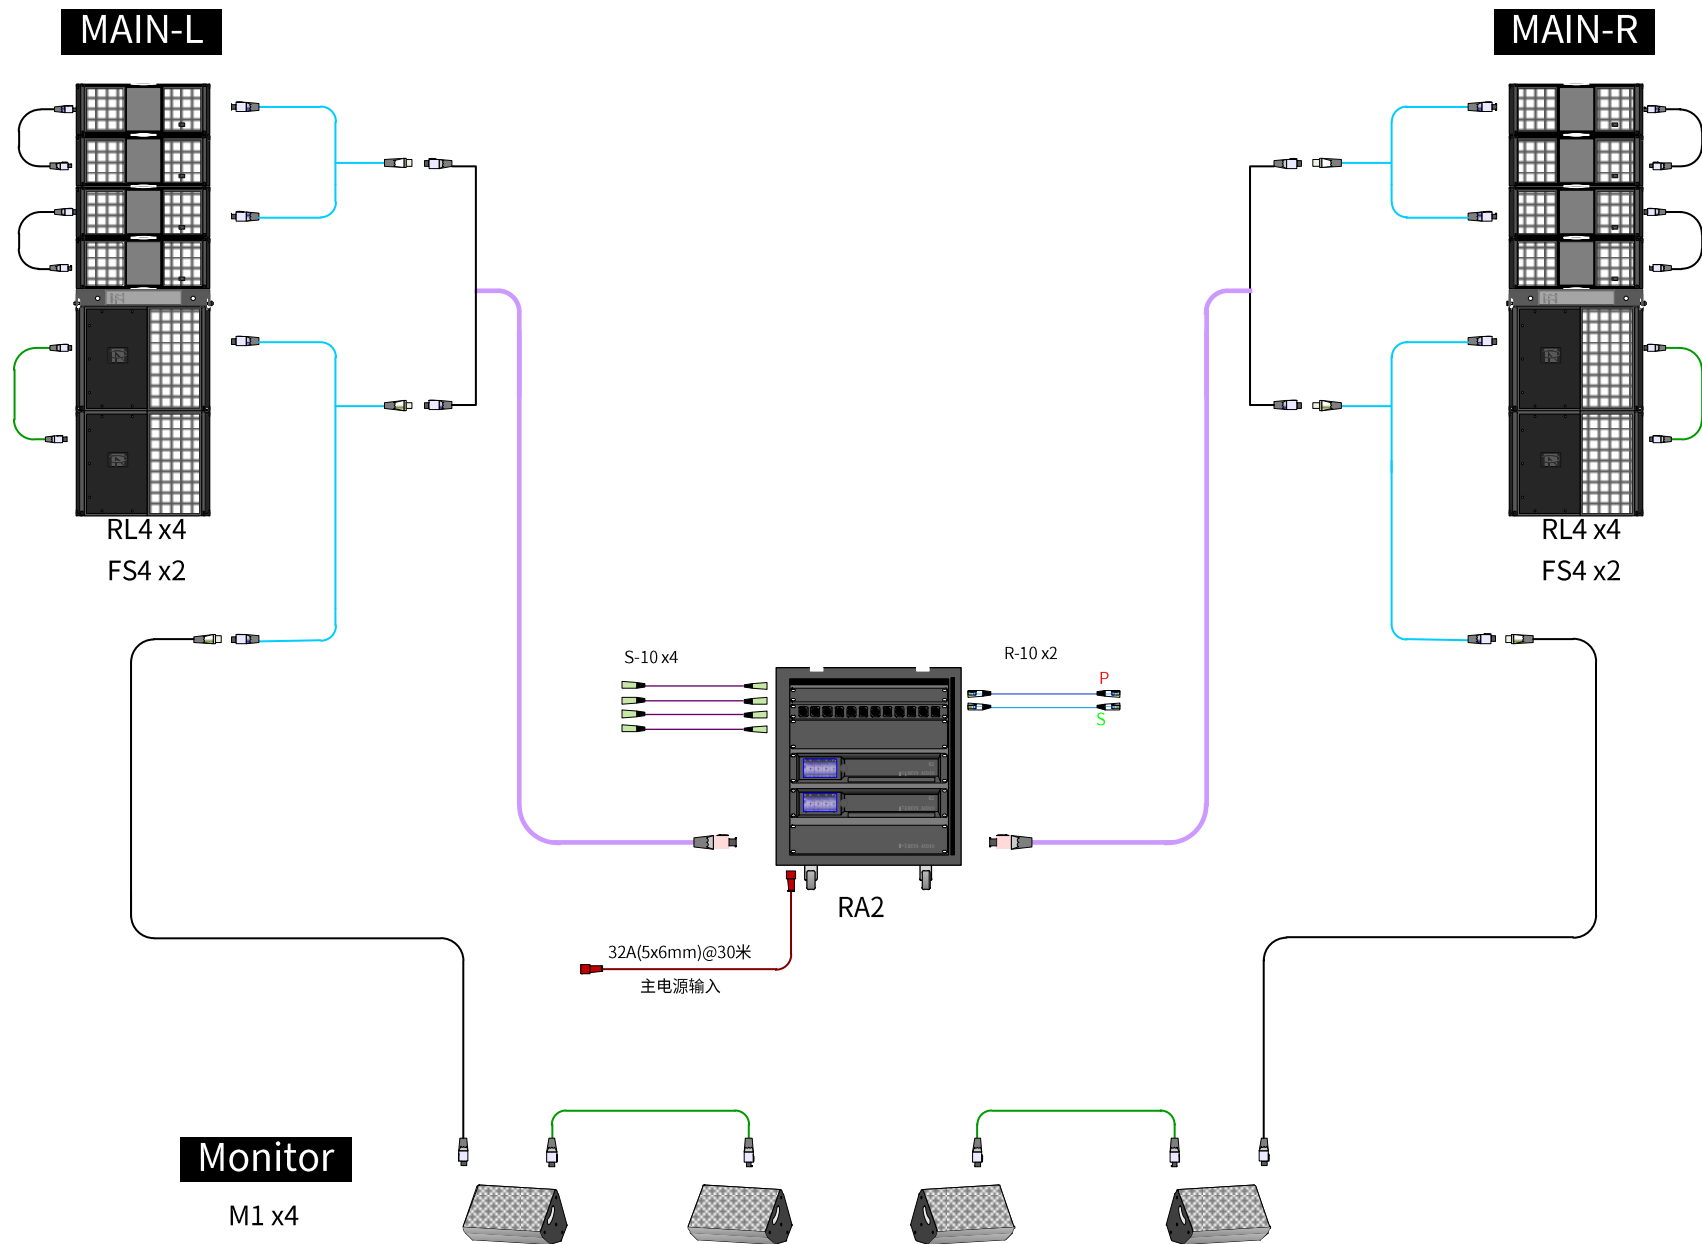 MAIN-L
MAIN-R
RL4 x4
FS4 x2
RL4 x4
FS4 x2
S-10 x4
R-10 x2
P
S
RA2
32A(5x6mm)@30米
主电源输入
Monitor
M1 x4